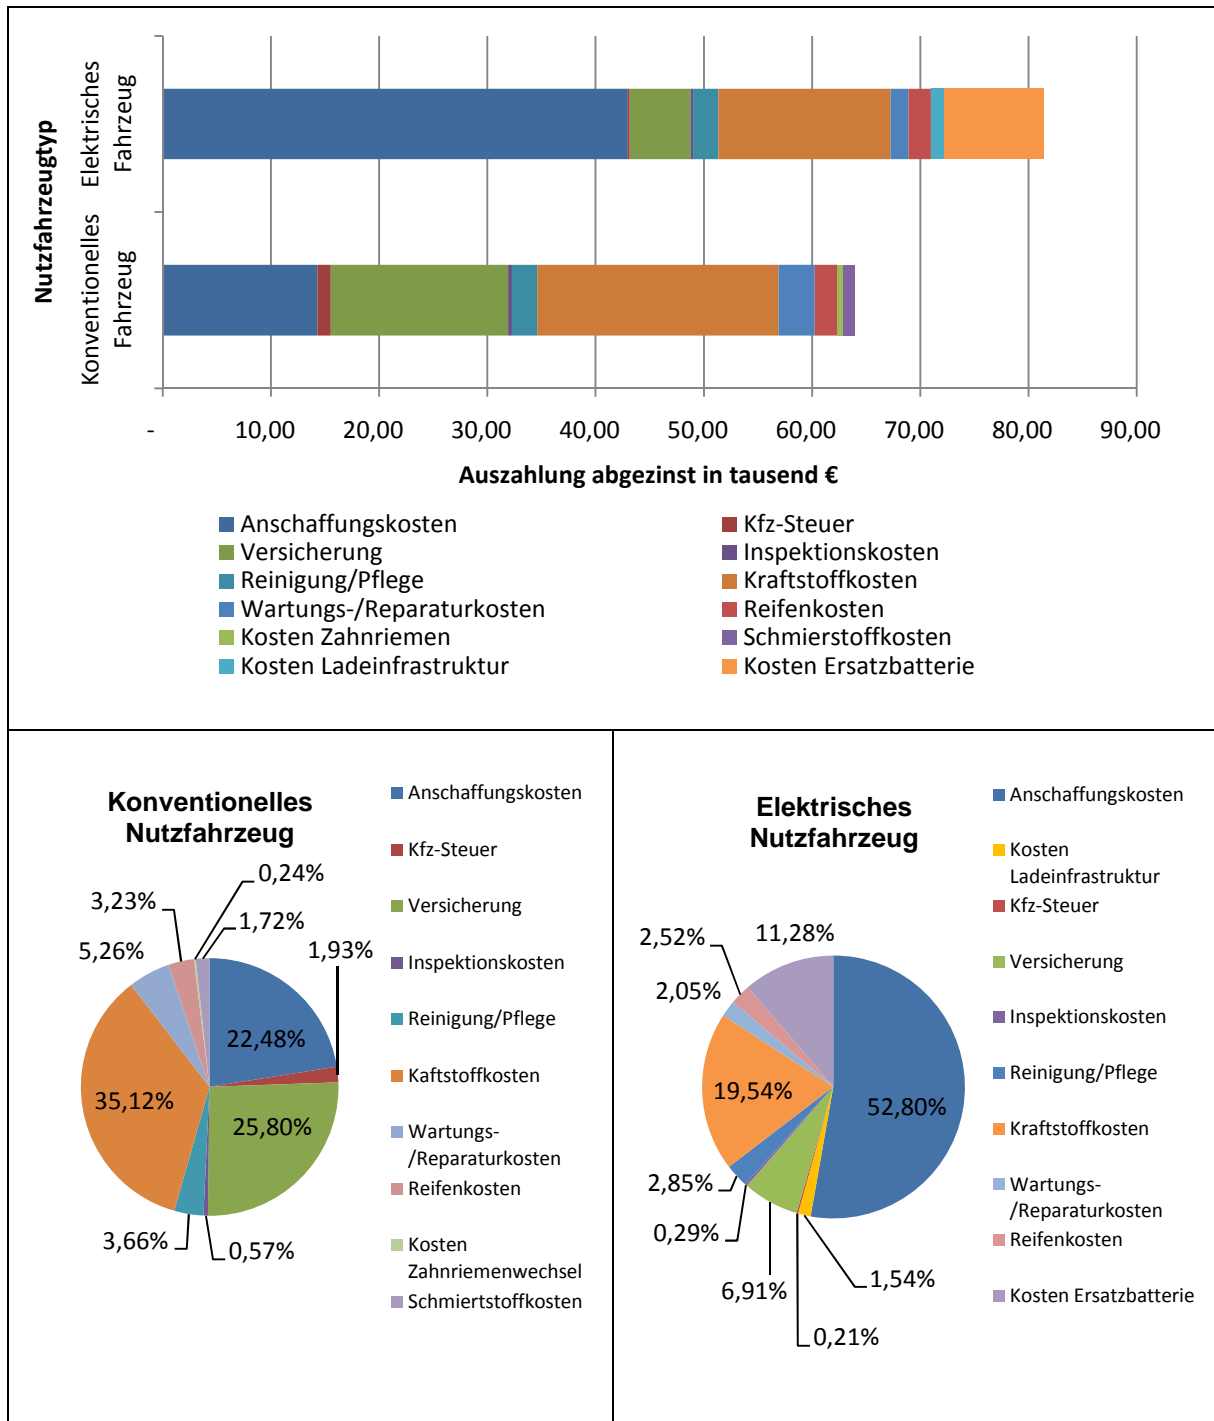 Nutzfahrzeugtyp
Elektrisches
Fahrzeug
Konventionelles
Fahrzeug
-
10,00
20,00
30,00
40,00
50,00
60,00
70,00
80,00
90,00
Auszahlung abgezinst in tausend €
Anschaffungskosten
Kfz-Steuer
Versicherung
Inspektionskosten
Reinigung/Pflege
Kraftstoffkosten
Wartungs-/Reparaturkosten
Reifenkosten
Kosten Zahnriemen
Schmierstoffkosten
Kosten Ladeinfrastruktur
Kosten Ersatzbatterie
Konventionelles
Nutzfahrzeug
0,24%
3,23%
1,72%
5,26%
1,93%
22,48%
35,12%
25,80%
3,66%
0,57%
Anschaffungskosten
Kfz-Steuer
Versicherung
Inspektionskosten
Reinigung/Pflege
Kaftstoffkosten
Wartungs-
/Reparaturkosten
Reifenkosten
Kosten
Zahnriemenwechsel
Schmiertstoffkosten
Elektrisches
Nutzfahrzeug
2,52%
11,28%
2,05%
19,54%
52,80%
2,85%
0,29%
6,91%
1,54%
0,21%
Anschaffungskosten
Kosten
Ladeinfrastruktur
Kfz-Steuer
Versicherung
Inspektionskosten
Reinigung/Pflege
Kraftstoffkosten
Wartungs-
/Reparaturkosten
Reifenkosten
Kosten Ersatzbatterie